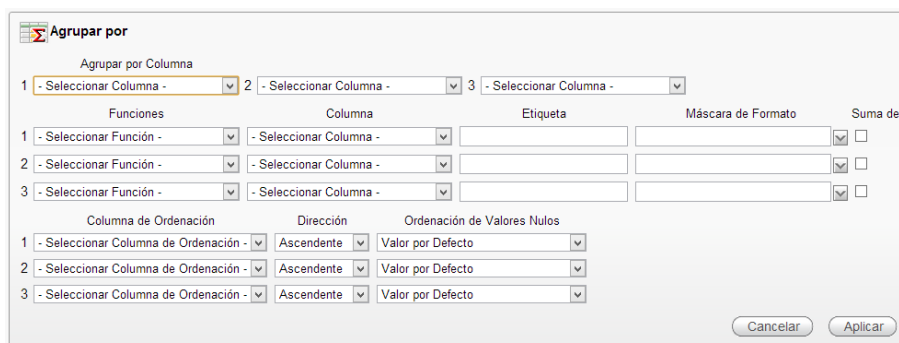 Agrupar por
Agrupar por Columna
1 - Seleccionar Columna - 2 - Seleccionar Columna - 3 - Seleccionar Columna -
Funciones Columna Etiqueta Máscara de Formato Suma de
1 - Seleccionar Función - - Seleccionar Columna -
2 - Seleccionar Función - - Seleccionar Columna -
3 - Seleccionar Función - - Seleccionar Columna -
Columna de Ordenación Dirección Ordenación de Valores Nulos
1 - Seleccionar Columna de Ordenación - Ascendente Valor por Defecto
2 - Seleccionar Columna de Ordenación - Ascendente Valor por Defecto
3 - Seleccionar Columna de Ordenación - Ascendente Valor por Defecto
Cancelar Aplicar